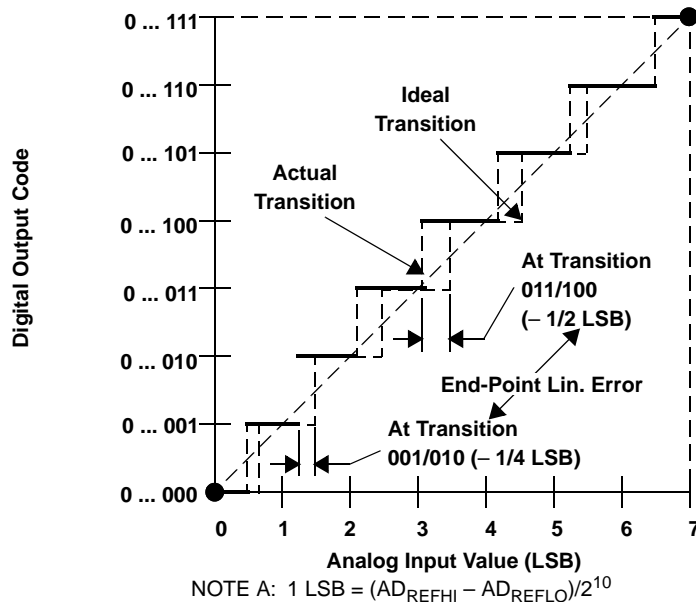 0 ... 111
0 ... 110
Ideal
Transition
0 ... 101
Actual
Transition
0 ... 100
Digital Output Code
At Transition
011/100
(– 1/2 LSB)
0 ... 011
0 ... 010
End-Point Lin. Error
0 ... 001
At Transition
001/010 (– 1/4 LSB)
0 ... 000
0 1 2 3 4 5 6 7
Analog Input Value (LSB)
NOTE A: 1 LSB = (AD_REFHI – AD_REFLO)/2^10